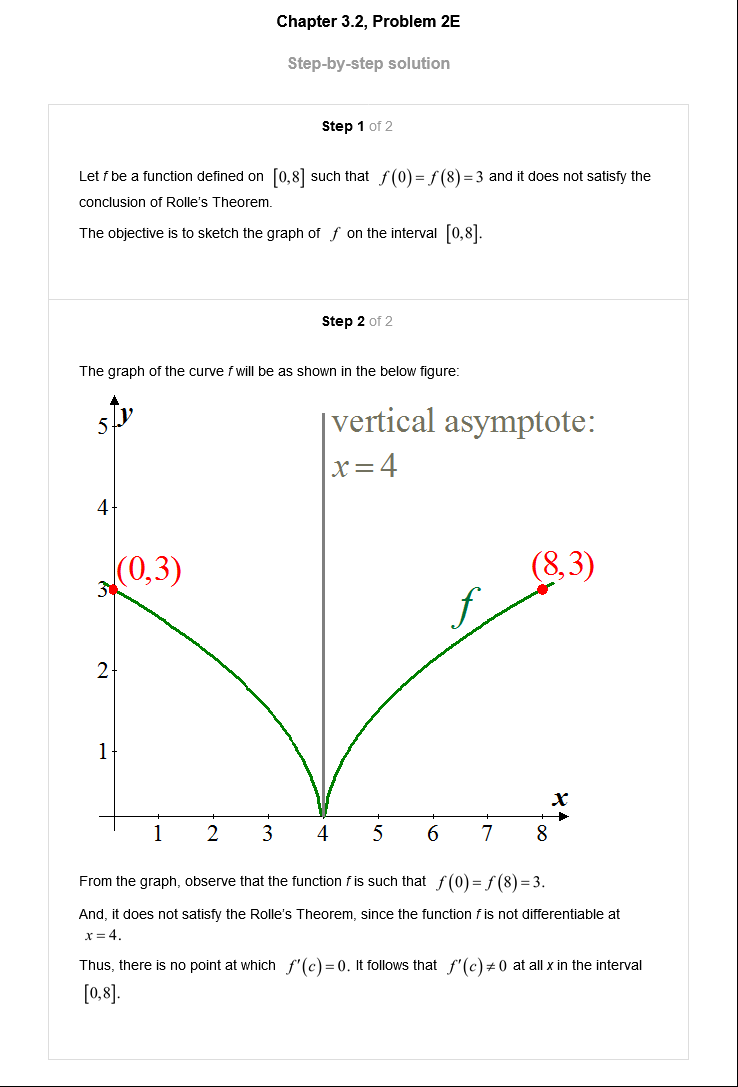 Chapter 3.2, Problem 2E
Step-by-step solution
Step 1 of 2
Let f be a function defined on [0,8] such that f(0)=f(8)=3 and it does not satisfy the
conclusion of Rolle's Theorem.
The objective is to sketch the graph of f on the interval [0,8].
Step 2 of 2
The graph of the curve f will be as shown in the below figure:
5 y
vertical asymptote:
x=4
4
(0,3)
(8,3)
3
f
2
1
x
1 2 3 4 5 6 7 8
From the graph, observe that the function f is such that f(0)=f(8)=3.
And, it does not satisfy the Rolle's Theorem, since the function f is not differentiable at
x=4.
Thus, there is no point at which f'(c)=0. It follows that f'(c)≠0 at all x in the interval
[0,8].